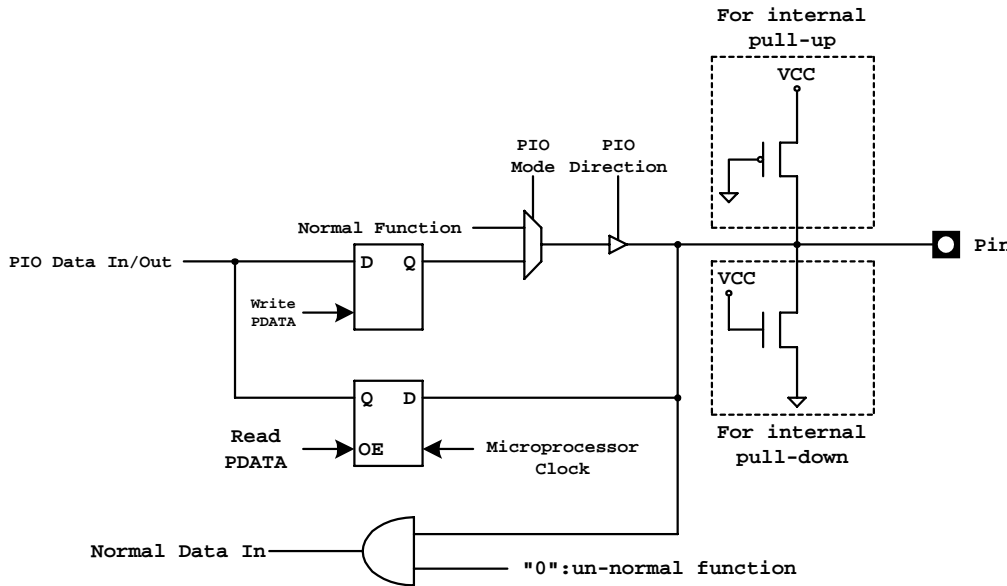 For internal
pull-up
VCC
PIO
Mode
PIO
Direction
Normal Function
Pin
PIO Data In/Out
D
Q
VCC
Write
PDATA
Q
D
Read
PDATA
OE
Microprocessor
Clock
For internal
pull-down
Normal Data In
"0":un-normal function